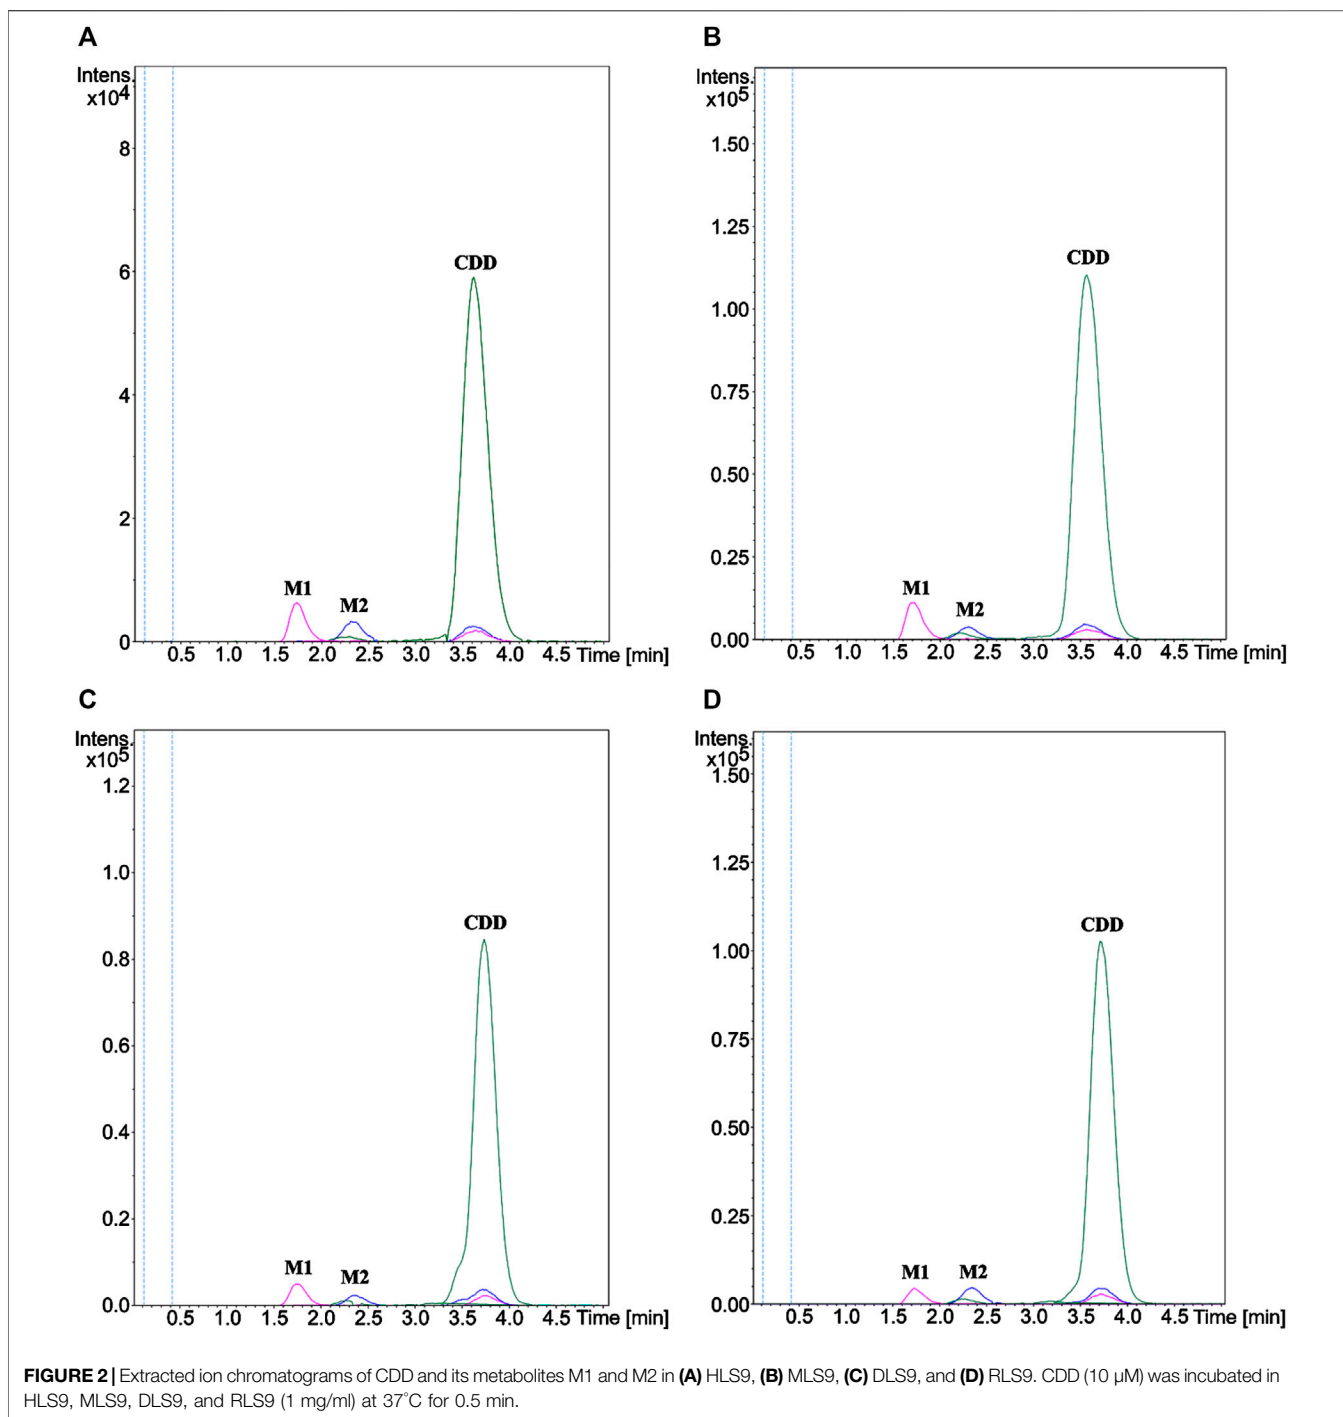 A
Intens.
x10⁴
8
6
4
2
0
CDD
M1
M2
0.5 1.0 1.5 2.0 2.5 3.0 3.5 4.0 4.5 Time [min]
B
Intens.
x10⁵
1.50
1.25
1.00
0.75
0.50
0.25
0.00
CDD
M1
M2
0.5 1.0 1.5 2.0 2.5 3.0 3.5 4.0 4.5 Time [min]
C
Intens.
x10⁵
1.2
1.0
0.8
0.6
0.4
0.2
0.0
CDD
M1
M2
0.5 1.0 1.5 2.0 2.5 3.0 3.5 4.0 4.5 Time [min]
D
Intens.
x10⁵
1.50
1.25
1.00
0.75
0.50
0.25
0.00
CDD
M1
M2
0.5 1.0 1.5 2.0 2.5 3.0 3.5 4.0 4.5 Time [min]
FIGURE 2 | Extracted ion chromatograms of CDD and its metabolites M1 and M2 in (A) HLS9, (B) MLS9, (C) DLS9, and (D) RLS9. CDD (10 µM) was incubated in
HLS9, MLS9, DLS9, and RLS9 (1 mg/ml) at 37°C for 0.5 min.